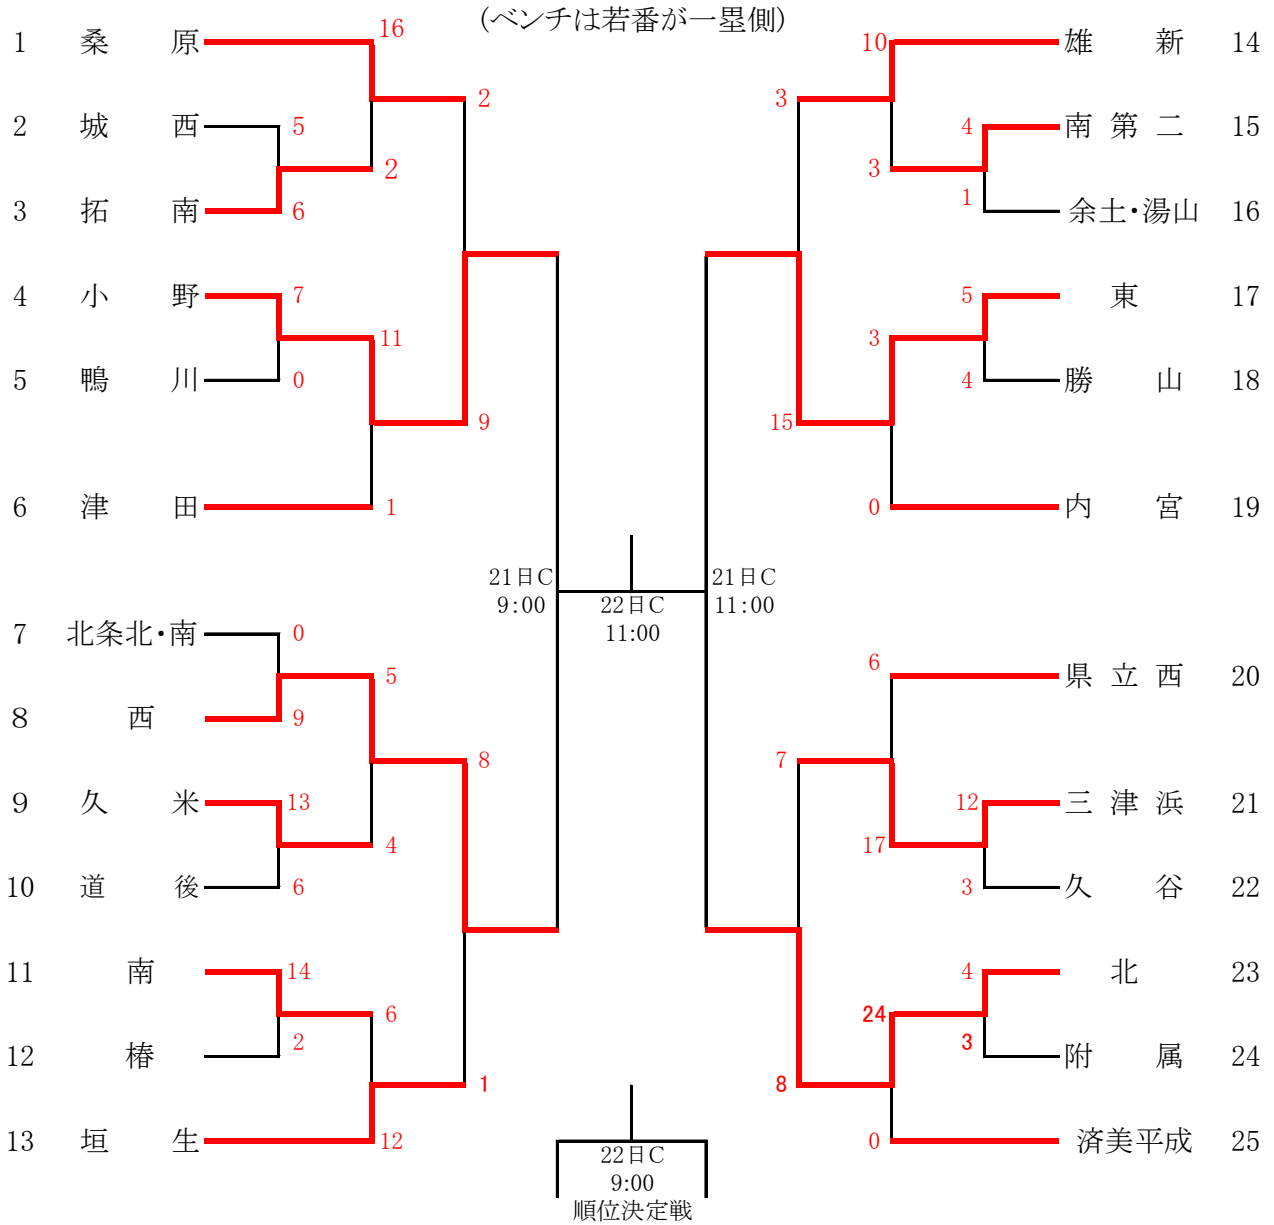 (ベンチは若番が一塁側)
1 桑原 16
2
2 城西 5
2
3 拓南 6
4 小野 7
11
5 鴨川 0
9
6 津田 1
7 北条北・南 0
5
8 西 9
8
9 久米 13
4
10 道後 6
11 南 14
6
12 椿 2
1
13 垣生 12
21日C
9:00
22日C
11:00
21日C
11:00
10 雄新 14
3
4 南第二 15
3
1 余土・湯山 16
5 東 17
3
4 勝山 18
15
0 内宮 19
6 県立西 20
7
12 三津浜 21
17
3 久谷 22
4 北 23
24
3 附属 24
8
0 済美平成 25
22日C
9:00
順位決定戦